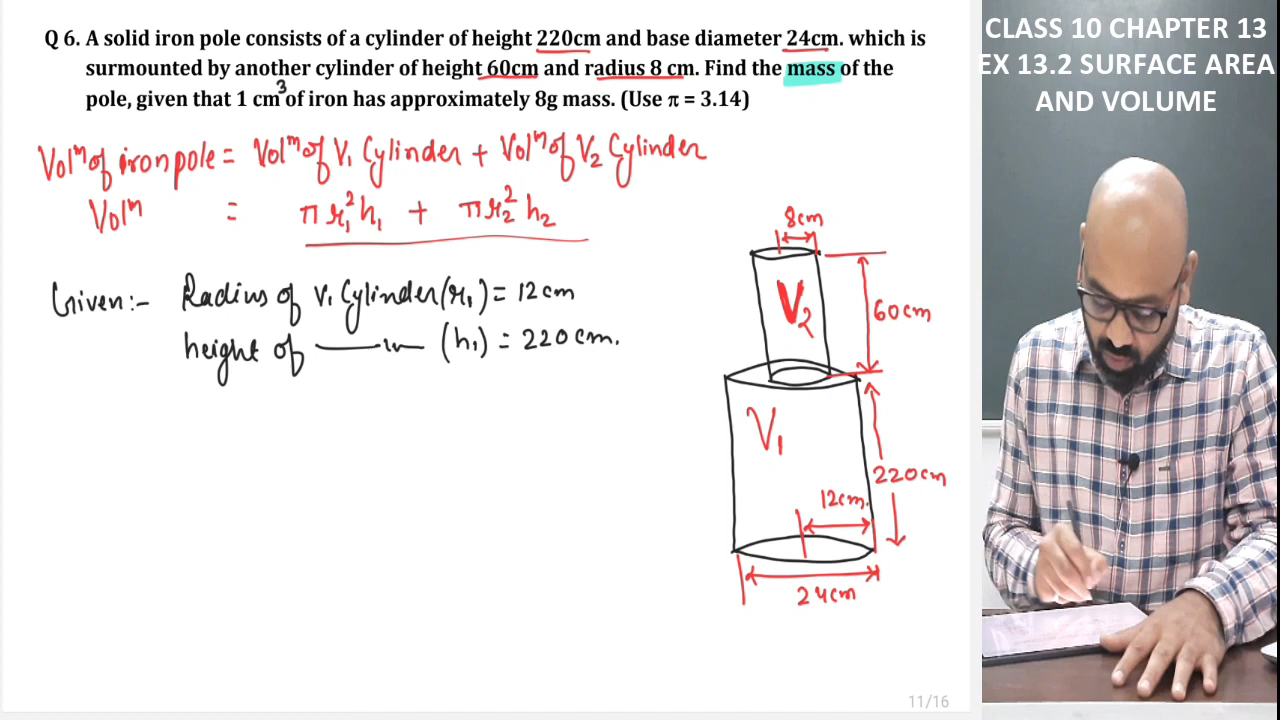 Q 6. A solid iron pole consists of a cylinder of height 220cm and base diameter 24cm. which is
surmounted by another cylinder of height 60cm and radius 8 cm. Find the mass of the
pole, given that 1 cm³ of iron has approximately 8g mass. (Use π = 3.14)
CLASS 10 CHAPTER 13
EX 13.2 SURFACE AREA
AND VOLUME
Volᵐ of iron pole = Volᵐ of V₁ Cylinder + Volᵐ of V₂ Cylinder
Volᵐ = πr₁²h₁ + πr₂²h₂
Given:- Radius of V₁ Cylinder (r₁) = 12cm
height of (h₁) = 220cm.
8cm
V₂
60cm
V₁
220cm
12cm.
24cm
11/16